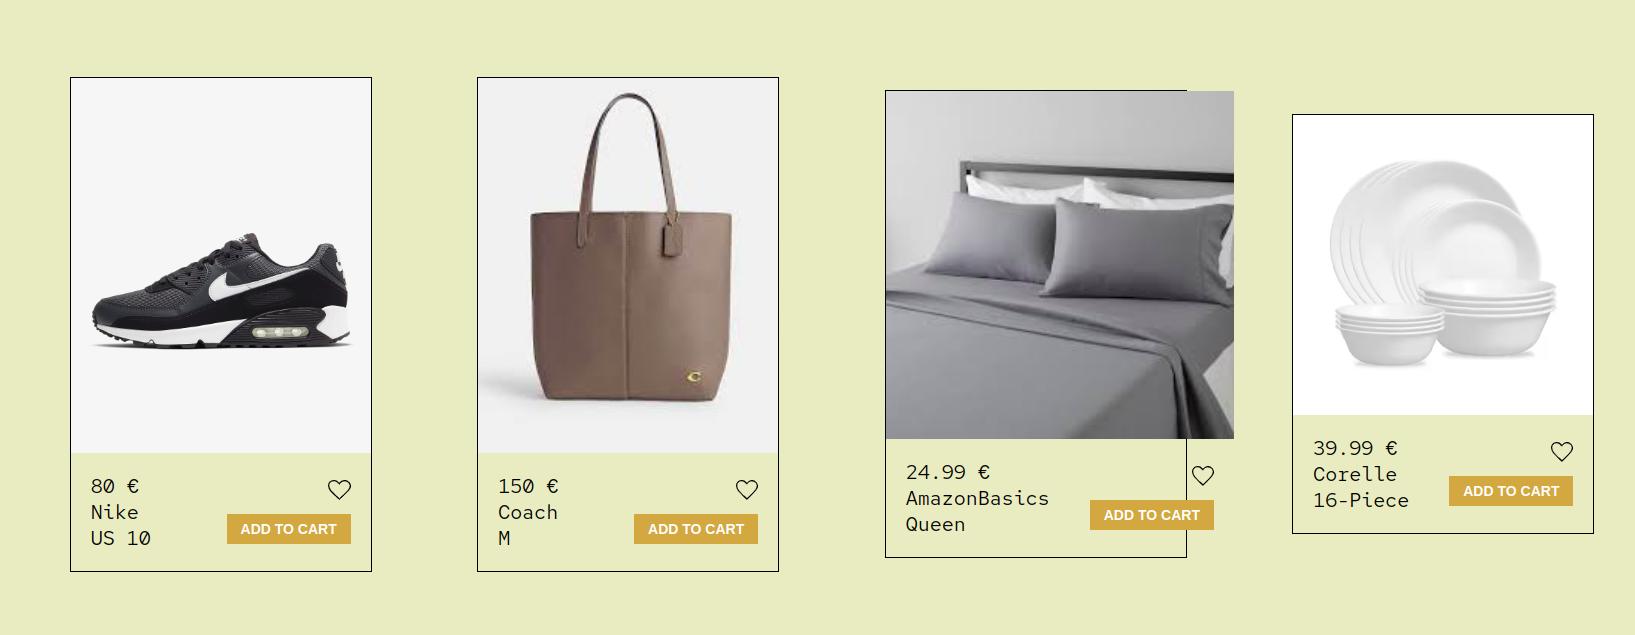 80 €
Nike
US 10
ADD TO CART
150 €
Coach
M
ADD TO CART
24.99 €
AmazonBasics
Queen
ADD TO CART
39.99 €
Corelle
16-Piece
ADD TO CART